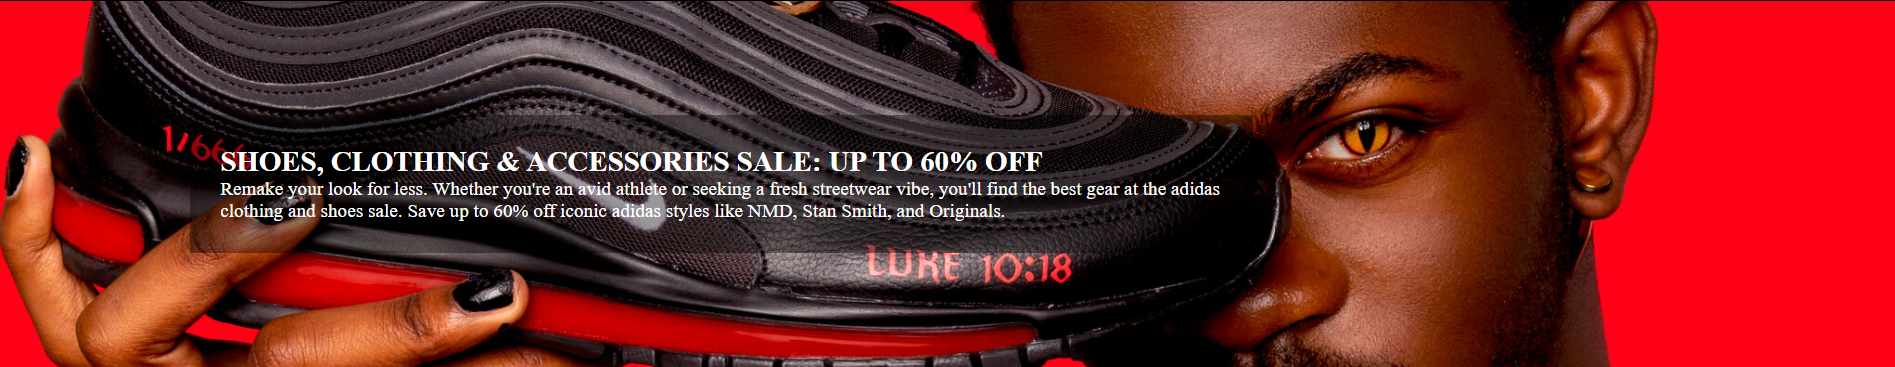 1/666
SHOES, CLOTHING & ACCESSORIES SALE: UP TO 60% OFF
Remake your look for less. Whether you're an avid athlete or seeking a fresh streetwear vibe, you'll find the best gear at the adidas
clothing and shoes sale. Save up to 60% off iconic adidas styles like NMD, Stan Smith, and Originals.
LUKE 10:18